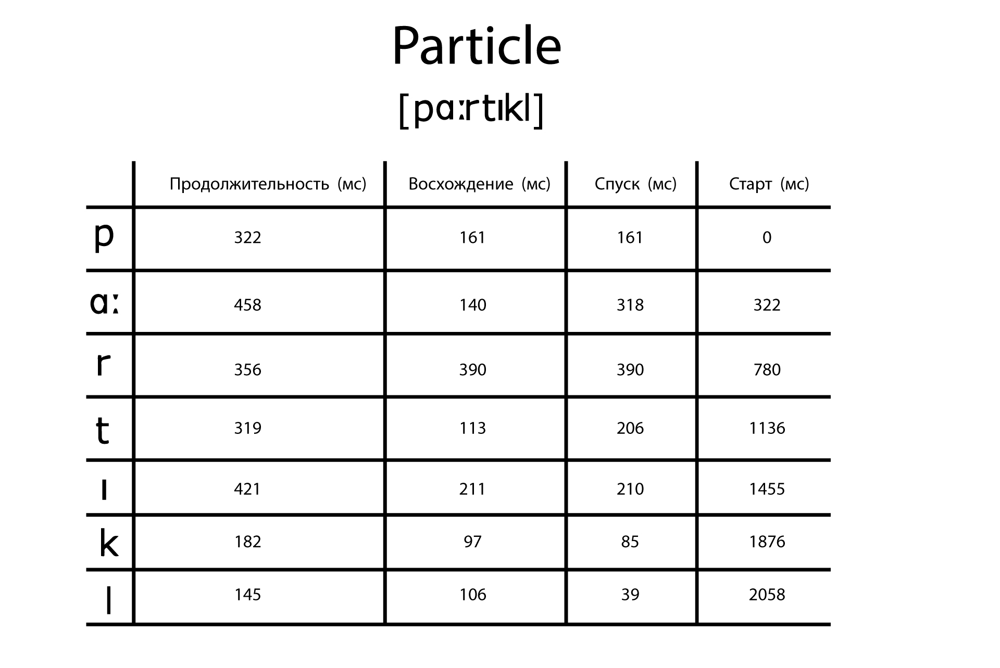 Particle
[pɑːrtıkl]
Продолжительность (мс) Восхождение (мс) Спуск (мс) Старт (мс)
p 322 161 161 0
ɑː 458 140 318 322
r 356 390 390 780
t 319 113 206 1136
ı 421 211 210 1455
k 182 97 85 1876
l 145 106 39 2058